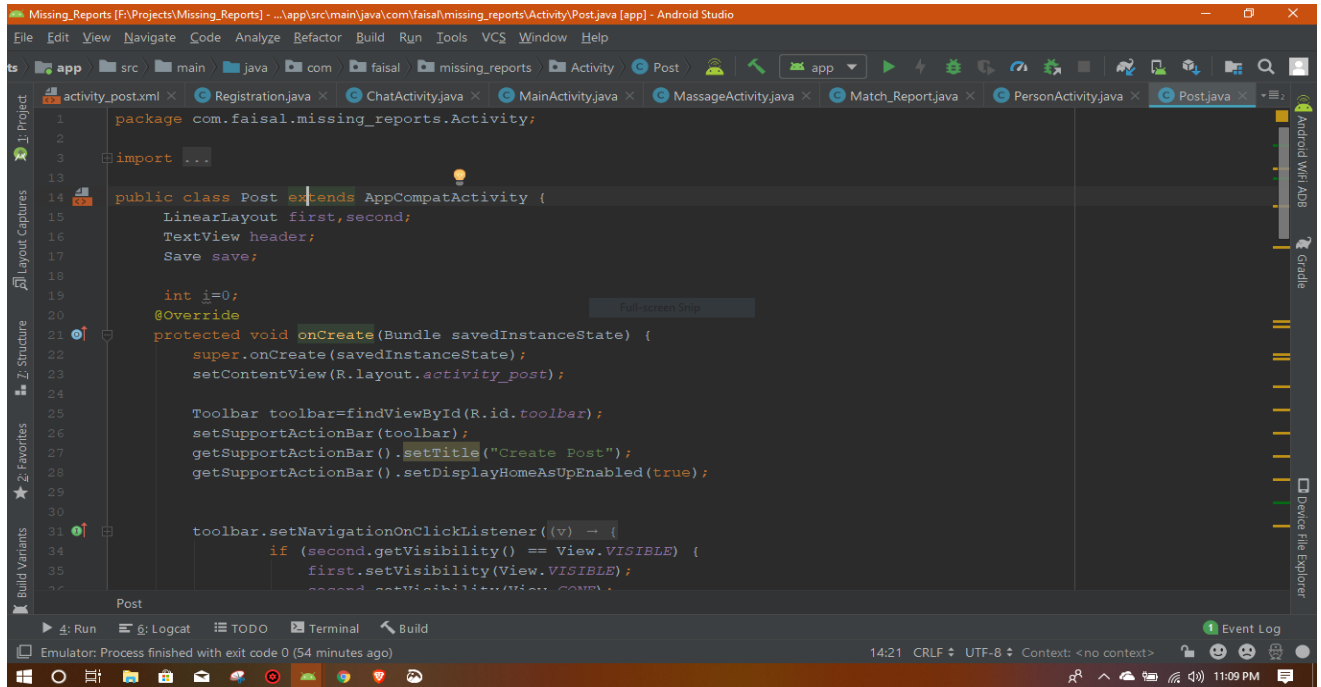 Missing_Reports [F:\Projects\Missing_Reports] - ...\app\src\main\java\com\faisal\missing_reports\Activity\Post.java [app] - Android Studio
File Edit View Navigate Code Analyze Refactor Build Run Tools VCS Window Help
ts app src main java com faisal missing_reports Activity Post app
activity_post.xml Registration.java ChatActivity.java MainActivity.java MassageActivity.java Match_Report.java PersonActivity.java Post.java
1: Project
Layout Captures
7: Structure
2: Favorites
Build Variants
1 package com.faisal.missing_reports.Activity;
2
3 import ...
13
14 public class Post extends AppCompatActivity {
15 LinearLayout first,second;
16 TextView header;
17 Save save;
18
19 int i=0;
20 @Override
Full-screen Snip
21 protected void onCreate(Bundle savedInstanceState) {
22 super.onCreate(savedInstanceState);
23 setContentView(R.layout.activity_post);
24
25 Toolbar toolbar=findViewById(R.id.toolbar);
26 setSupportActionBar(toolbar);
27 getSupportActionBar().setTitle("Create Post");
28 getSupportActionBar().setDisplayHomeAsUpEnabled(true);
29
30
31 toolbar.setNavigationOnClickListener((v) → {
34 if (second.getVisibility() == View.VISIBLE) {
35 first.setVisibility(View.VISIBLE);
36 second.setVisibility(View.GONE);
Android WiFi ADB
Gradle
Device File Explorer
Post
4: Run 6: Logcat TODO Terminal Build 1 Event Log
Emulator: Process finished with exit code 0 (54 minutes ago) 14:21 CRLF UTF-8 Context: <no context>
11:09 PM